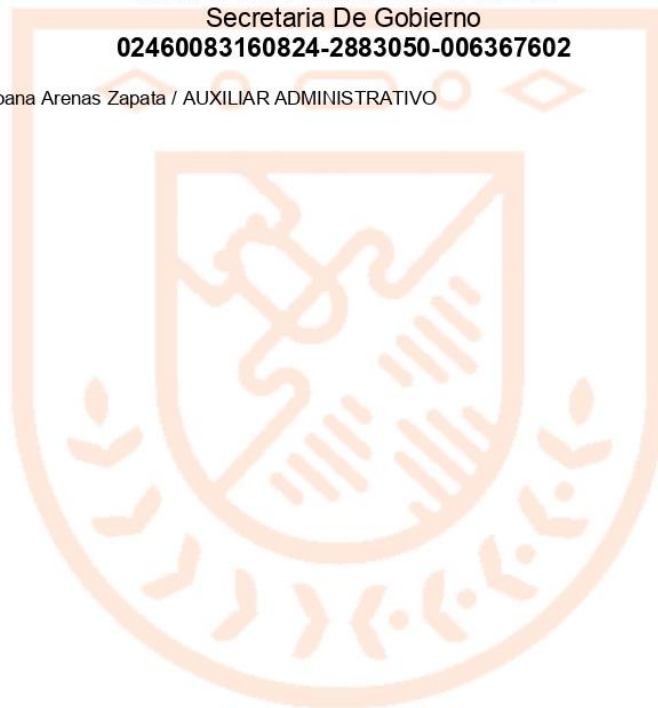 Secretaria De Gobierno
02460083160824-2883050-006367602
Arenas Zapata / AUXILIAR ADMINISTRATIVO